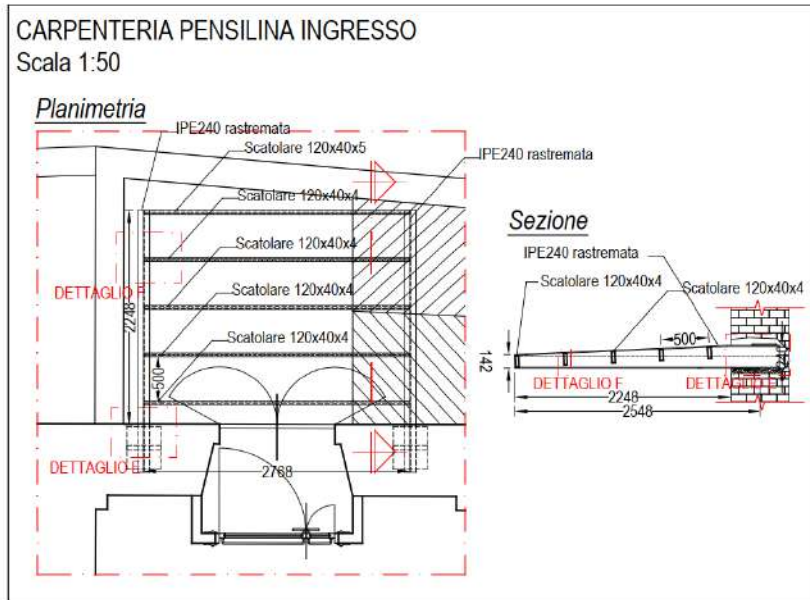 CARPENTERIA PENSILINA INGRESSO
Scala 1:50
Planimetria
IPE240 rastremata
Scatolare 120x40x5
IPE240 rastremata
Scatolare 120x40x4
Scatolare 120x40x4
Scatolare 120x40x4
Scatolare 120x40x4
DETTAGLIO F
2248
500
DETTAGLIO E
2768
Sezione
IPE240 rastremata
Scatolare 120x40x4
Scatolare 120x40x4
500
142
240
DETTAGLIO F
DETTAGLIO
2248
2548